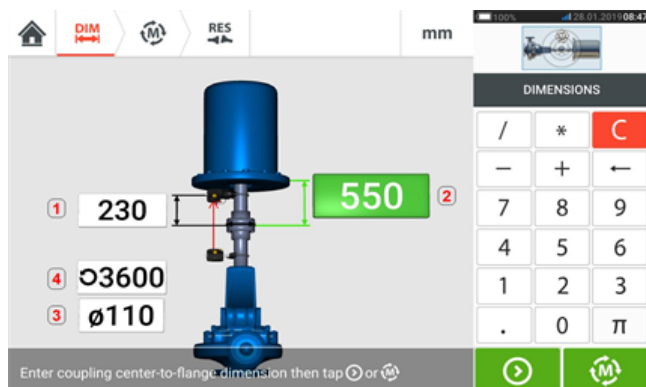 DIM
M
RES
mm
100%
28.01.2019 08:47
DIMENSIONS
1
230
550
2
4
3600
3
ø110
/ * C
− + ←
7 8 9
4 5 6
1 2 3
. 0 π
Enter coupling center-to-flange dimension then tap or M
M